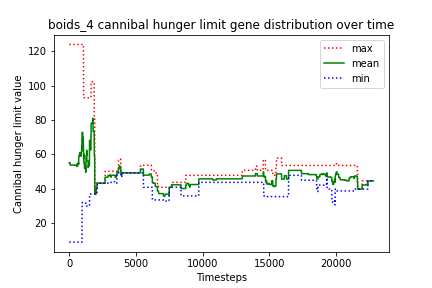 boids_4 cannibal hunger limit gene distribution over time
Cannibal hunger limit value
120
100
80
60
40
20
max
mean
min
0
5000
10000
15000
20000
Timesteps